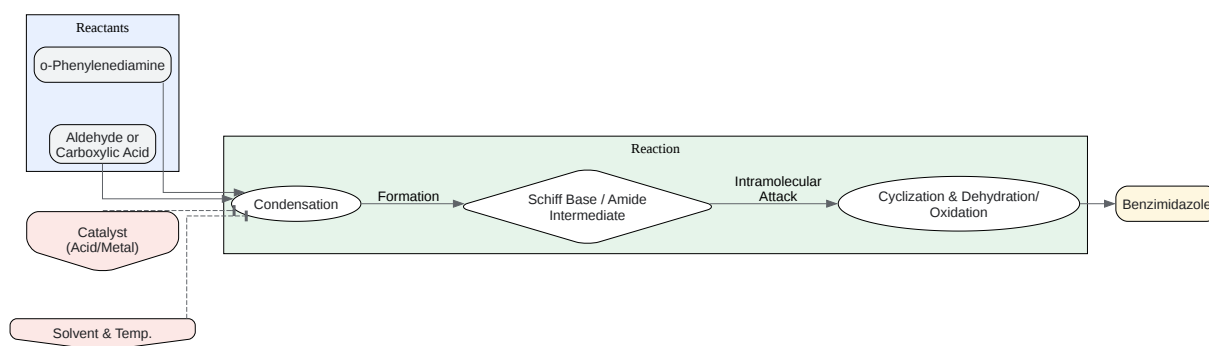 Reactants
o-Phenylenediamine
Aldehyde or
Carboxylic Acid
Reaction
Condensation
Formation
Schiff Base / Amide
Intermediate
Intramolecular
Attack
Cyclization & Dehydration/
Oxidation
Benzimidazole
Catalyst
(Acid/Metal)
Solvent & Temp.